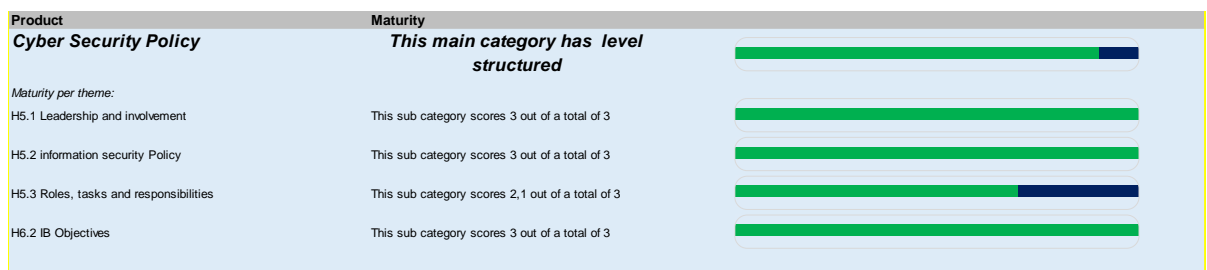 Product Maturity
Cyber Security Policy This main category has level
structured
Maturity per theme:
H5.1 Leadership and involvement This sub category scores 3 out of a total of 3
H5.2 information security Policy This sub category scores 3 out of a total of 3
H5.3 Roles, tasks and responsibilities This sub category scores 2,1 out of a total of 3
H6.2 IB Objectives This sub category scores 3 out of a total of 3